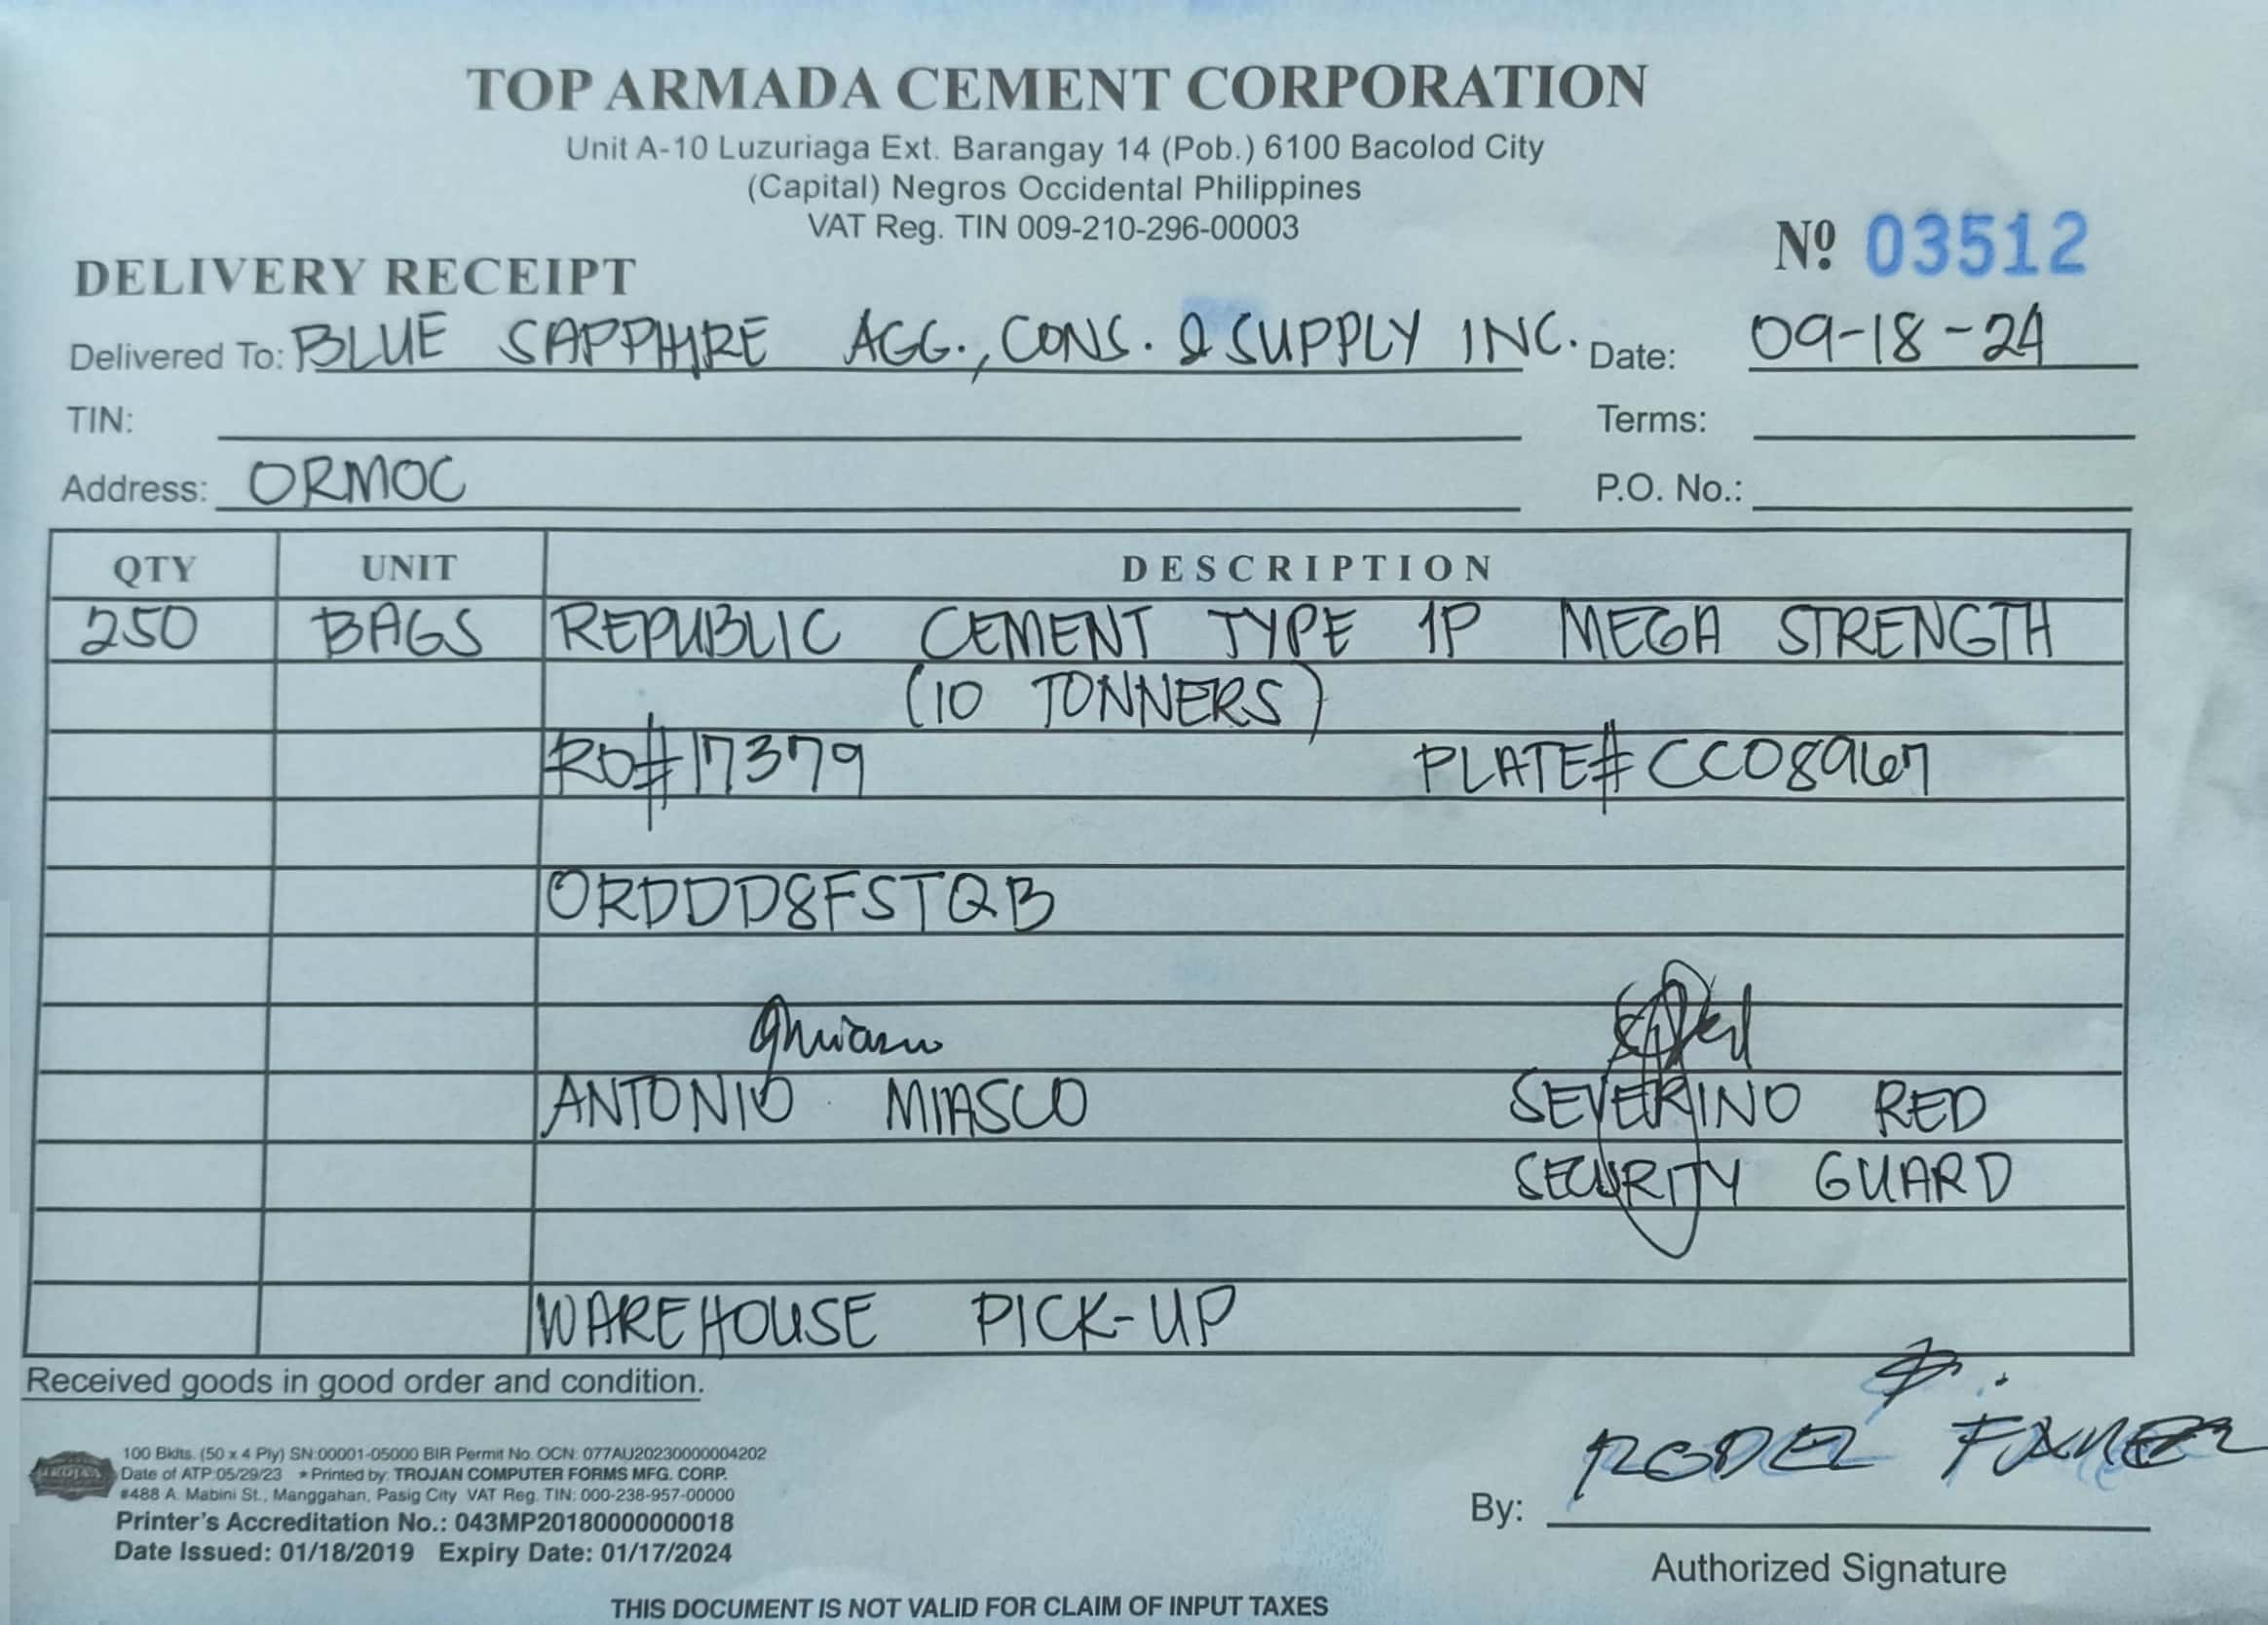 TOP ARMADA CEMENT CORPORATION
Unit A-10 Luzuriaga Ext. Barangay 14 (Pob.) 6100 Bacolod City
(Capital) Negros Occidental Philippines
VAT Reg. TIN 009-210-296-00003
Nº 03512
DELIVERY RECEIPT
Delivered To: BLUE SAPPHIRE AGG., CONS. & SUPPLY INC. Date: 09-18-24
TIN: Terms:
Address: ORMOC P.O. No.:
QTY UNIT DESCRIPTION
250 BAGS REPUBLIC CEMENT TYPE 1P MEGA STRENGTH
(10 TONNERS)
RO#17379 PLATE# CCO8967
ORDDD8FSTQB
ANTONIO MIASCO SEVERINO RED
SECURITY GUARD
WAREHOUSE PICK-UP
Received goods in good order and condition.
TROJAN
100 Bklts. (50 x 4 Ply) SN:00001-05000 BIR Permit No. OCN: 077AU20230000004202
Date of ATP:05/29/23 * Printed by: TROJAN COMPUTER FORMS MFG. CORP.
#488 A. Mabini St., Manggahan, Pasig City VAT Reg. TIN: 000-238-957-00000
Printer's Accreditation No.: 043MP20180000000018
Date Issued: 01/18/2019 Expiry Date: 01/17/2024
RODEL
By:
Authorized Signature
THIS DOCUMENT IS NOT VALID FOR CLAIM OF INPUT TAXES